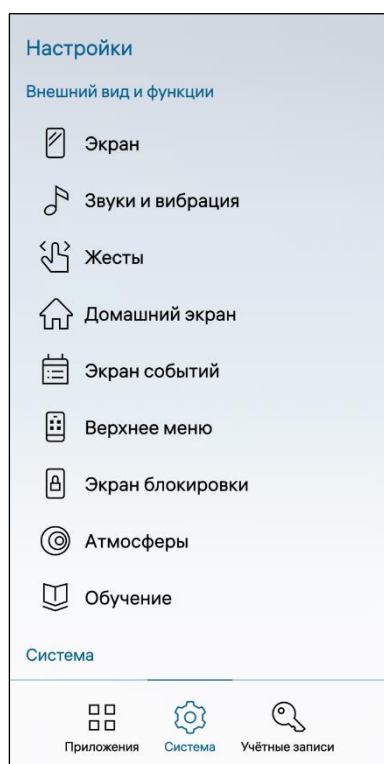 Настройки
Внешний вид и функции
Экран
Звуки и вибрация
Жесты
Домашний экран
Экран событий
Верхнее меню
Экран блокировки
Атмосферы
Обучение
Система
Приложения Система Учётные записи